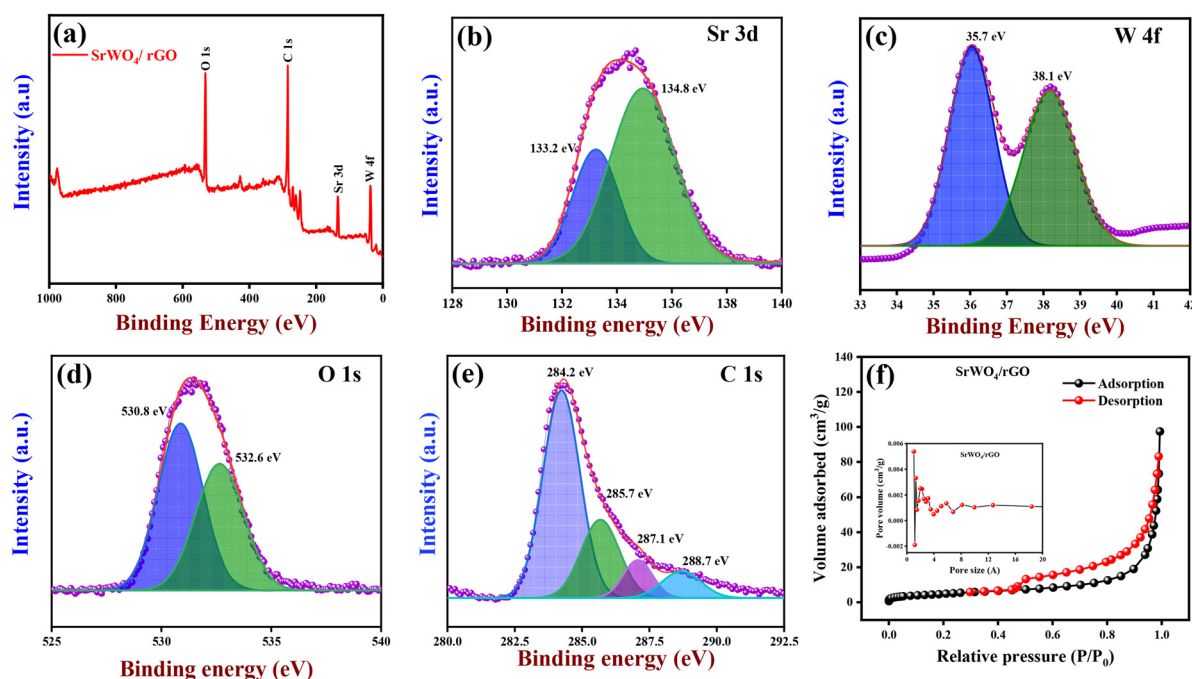 (a)
SrWO4/ rGO
O 1s
C 1s
Sr 3d
W 4f
Intensity (a.u.)
1000 800 600 400 200 0
Binding Energy (eV)
(b)
Sr 3d
134.8 eV
133.2 eV
Intensity (a.u.)
128 130 132 134 136 138 140
Binding energy (eV)
(c)
W 4f
35.7 eV
38.1 eV
Intensity (a.u)
33 34 35 36 37 38 39 40 41 42
Binding Energy (eV)
(d)
O 1s
530.8 eV
532.6 eV
Intensity (a.u.)
525 530 535 540
Binding energy (eV)
(e)
C 1s
284.2 eV
285.7 eV
287.1 eV
288.7 eV
Intensity (a.u.)
280.0 282.5 285.0 287.5 290.0 292.5
Binding energy (eV)
(f)
SrWO4/rGO
Adsorption
Desorption
Volume adsorbed (cm3/g)
140
120
100
80
60
40
20
0
0.0 0.2 0.4 0.6 0.8 1.0
Relative pressure (P/P0)
SrWO4/rGO
Pore volume (cm3/g)
0.006
0.004
0.002
0.000
-0.002
0 4 8 12 16 20
Pore size (A)